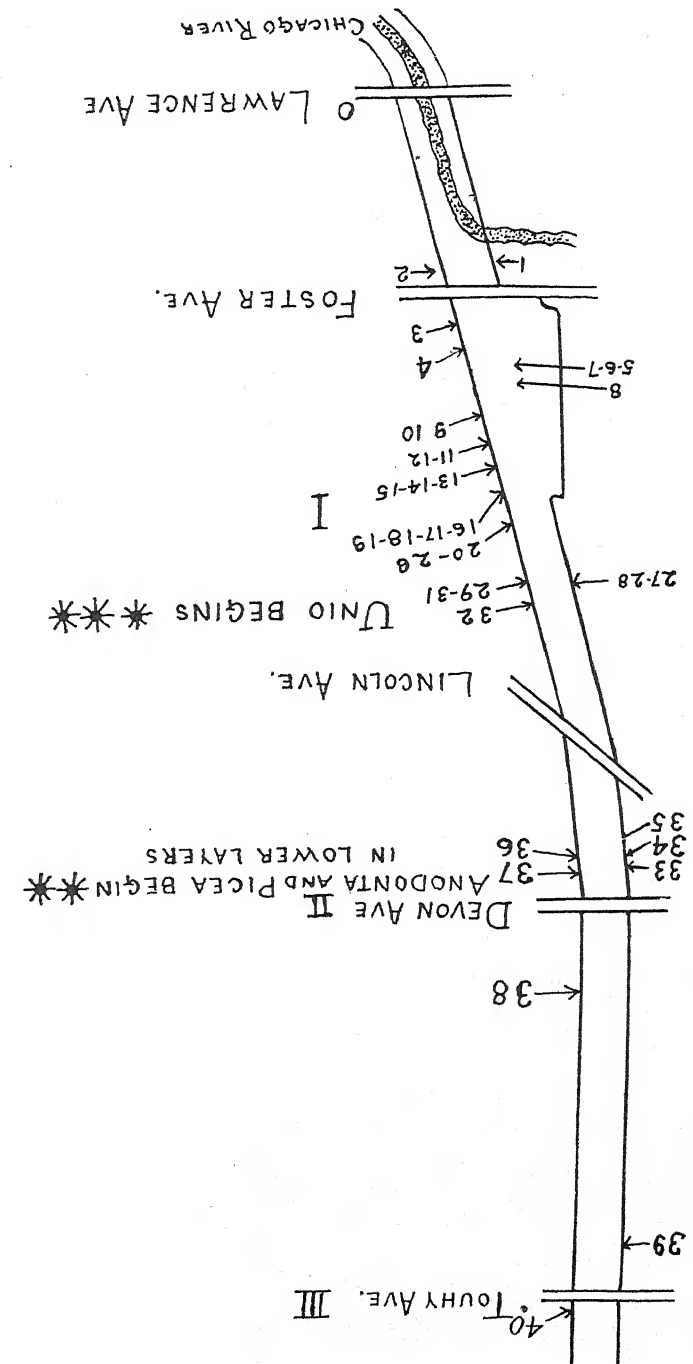 40
TOUHY AVE. III
39
38
DEVON AVE II
33
37 ANODONTA AND PICEA BEGIN **
IN LOWER LAYERS
34
36
35
LINCOLN AVE.
32
UNIO BEGINS ***
29-31
27-28
20-26
16-17-18-19
I
13-14-15
11-12
9 10
8
5-6-7
4
3
FOSTER AVE.
2
1
LAWRENCE AVE
0
CHICAGO RIVER